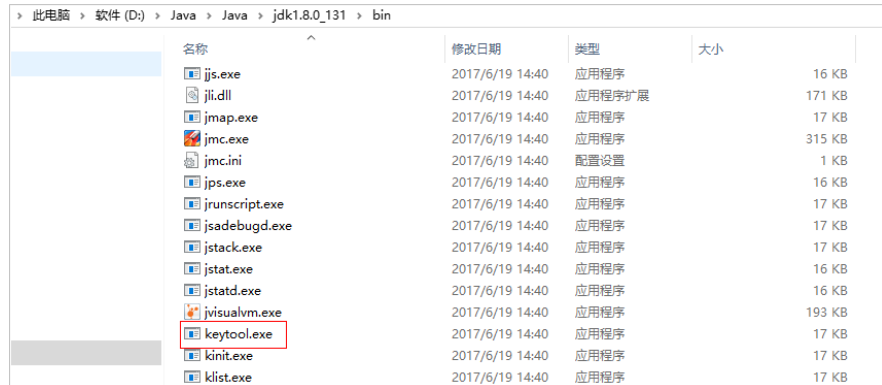 › 此电脑 › 软件 (D:) › Java › Java › jdk1.8.0_131 › bin
名称 修改日期 类型 大小
jjs.exe 2017/6/19 14:40 应用程序 16 KB
jli.dll 2017/6/19 14:40 应用程序扩展 171 KB
jmap.exe 2017/6/19 14:40 应用程序 17 KB
jmc.exe 2017/6/19 14:40 应用程序 315 KB
jmc.ini 2017/6/19 14:40 配置设置 1 KB
jps.exe 2017/6/19 14:40 应用程序 16 KB
jrunscript.exe 2017/6/19 14:40 应用程序 17 KB
jsadebugd.exe 2017/6/19 14:40 应用程序 17 KB
jstack.exe 2017/6/19 14:40 应用程序 17 KB
jstat.exe 2017/6/19 14:40 应用程序 16 KB
jstatd.exe 2017/6/19 14:40 应用程序 16 KB
jvisualvm.exe 2017/6/19 14:40 应用程序 193 KB
keytool.exe 2017/6/19 14:40 应用程序 17 KB
kinit.exe 2017/6/19 14:40 应用程序 17 KB
klist.exe 2017/6/19 14:40 应用程序 17 KB